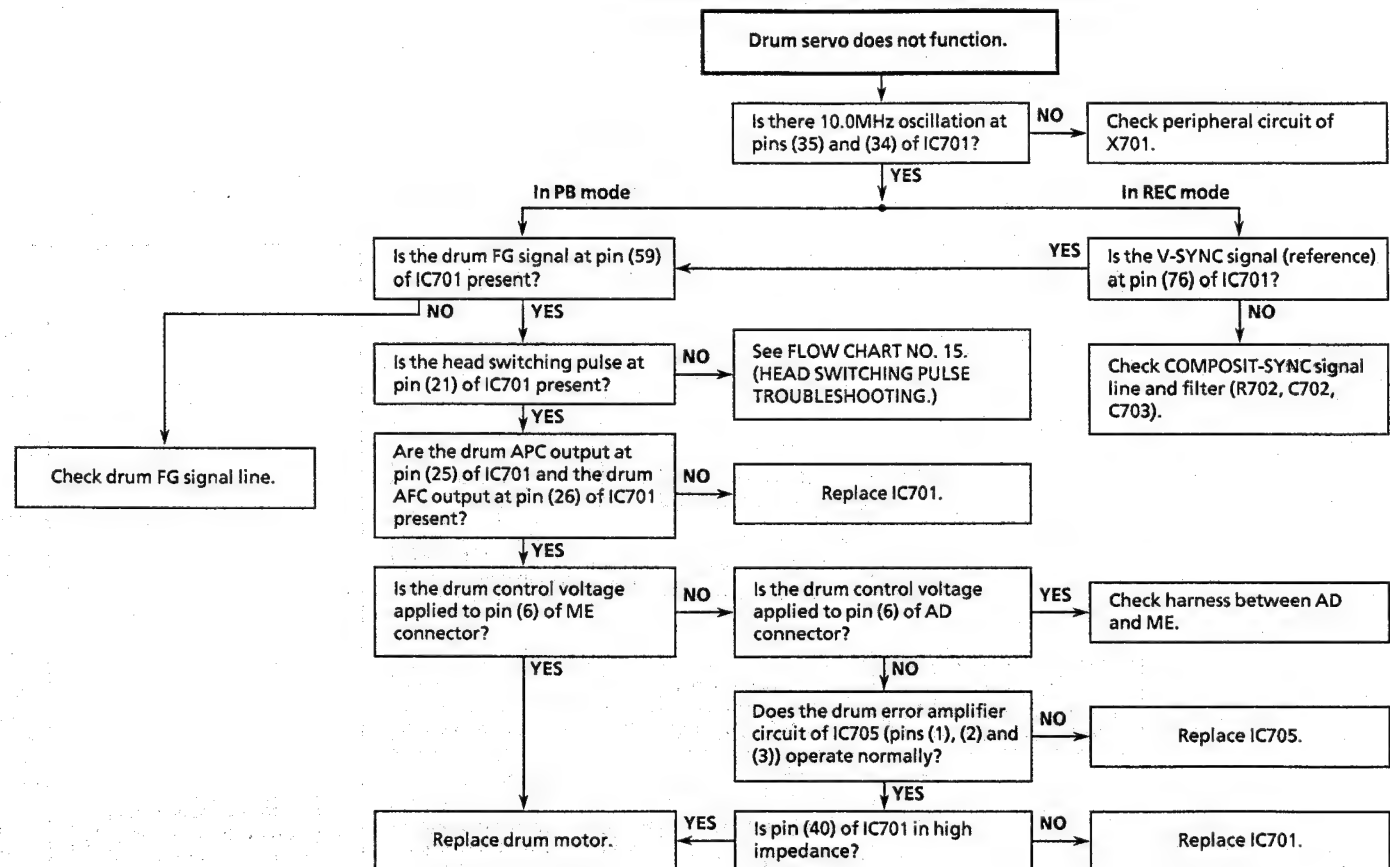 Drum servo does not function.
Is there 10.0MHz oscillation at
pins (35) and (34) of IC701?
NO
Check peripheral circuit of
X701.
YES
In PB mode
In REC mode
Is the drum FG signal at pin (59)
of IC701 present?
YES
Is the V-SYNC signal (reference)
at pin (76) of IC701?
NO
YES
NO
Is the head switching pulse at
pin (21) of IC701 present?
NO
See FLOW CHART NO. 15.
(HEAD SWITCHING PULSE
TROUBLESHOOTING.)
Check COMPOSIT-SYNC signal
line and filter (R702, C702,
C703).
YES
Check drum FG signal line.
Are the drum APC output at
pin (25) of IC701 and the drum
AFC output at pin (26) of IC701
present?
NO
Replace IC701.
YES
Is the drum control voltage
applied to pin (6) of ME
connector?
NO
Is the drum control voltage
applied to pin (6) of AD
connector?
YES
Check harness between AD
and ME.
YES
NO
Does the drum error amplifier
circuit of IC705 (pins (1), (2) and
(3)) operate normally?
NO
Replace IC705.
YES
Replace drum motor.
YES
Is pin (40) of IC701 in high
impedance?
NO
Replace IC701.